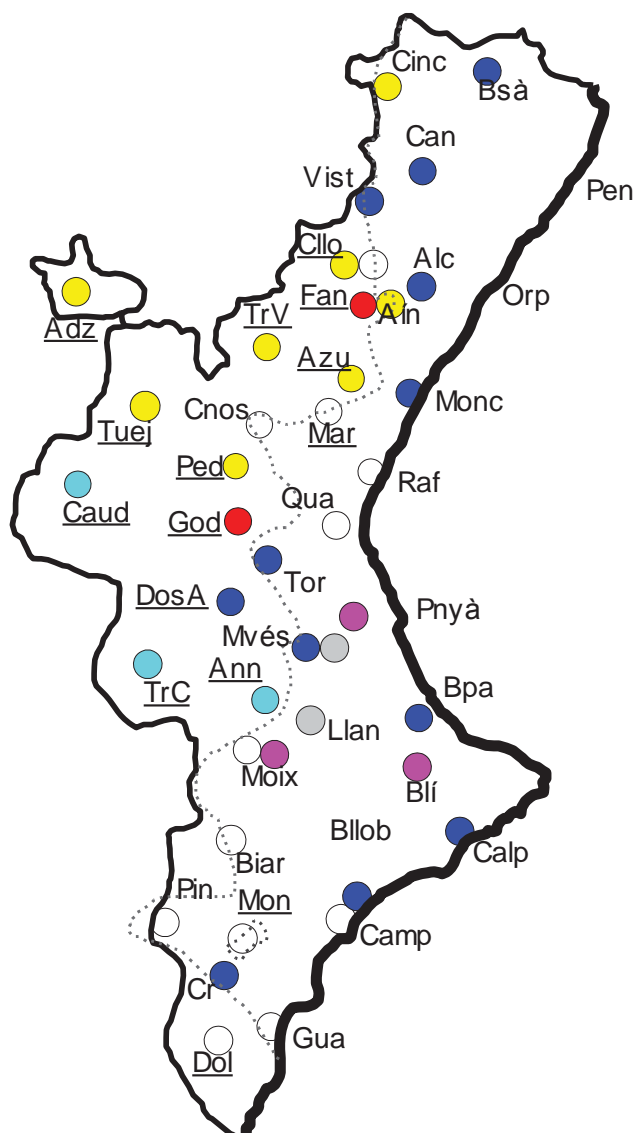 Cinc
Bsà
Can
Pen
Vist
Cllo
Alc
Orp
Fan
Aín
Adz
TrV
Azu
Monc
Cnos
Mar
Tuej
Ped
Raf
Caud
Qua
God
Tor
DosA
Pnyà
Mvés
Ann
TrC
Bpa
Llan
Moix
Blí
Bllob
Calp
Biar
Pin
Mon
Camp
Cr
Gua
Dol